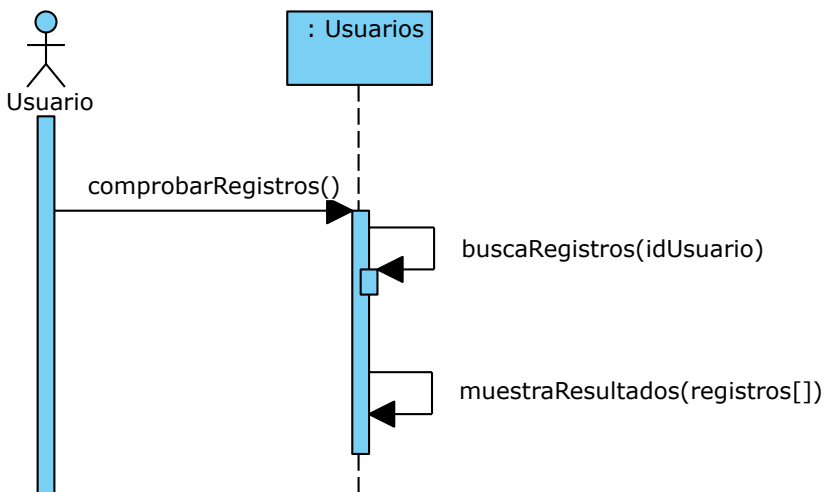 : Usuarios
Usuario
comprobarRegistros()
buscaRegistros(idUsuario)
muestraResultados(registros[])